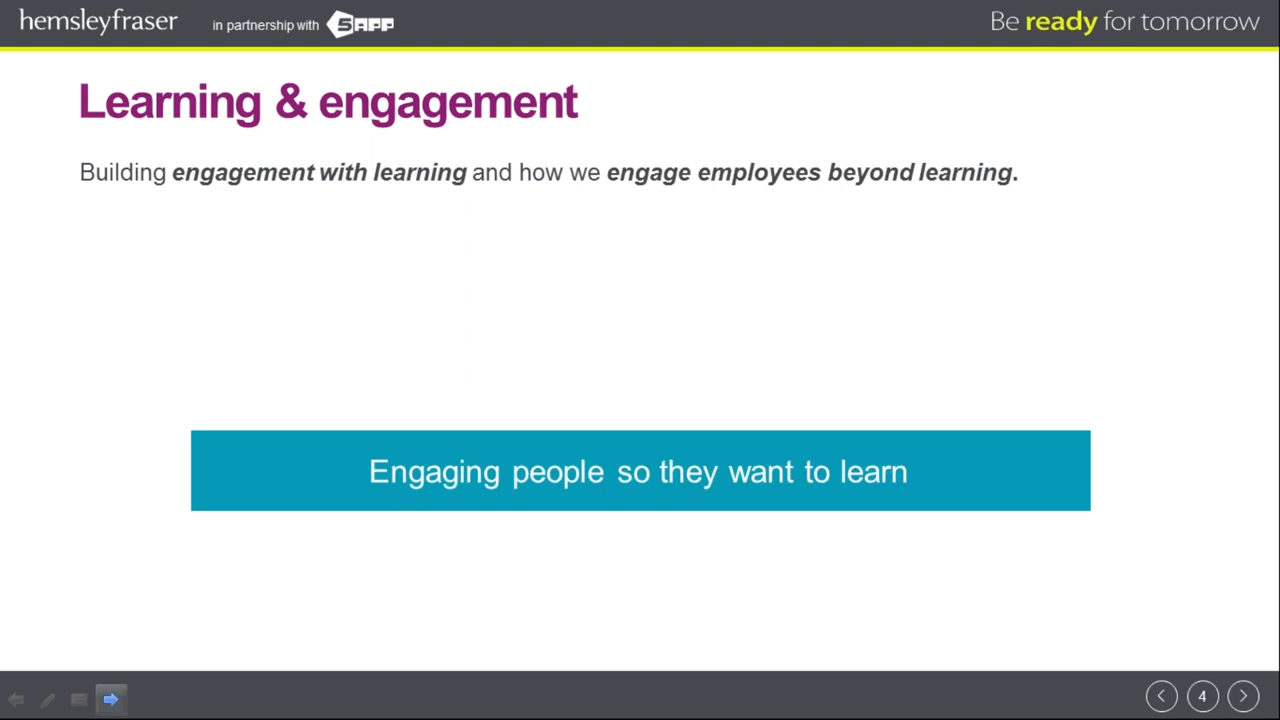 hemsleyfraser in partnership with 5APP Be ready for tomorrow
Learning & engagement
Building engagement with learning and how we engage employees beyond learning.
Engaging people so they want to learn
4